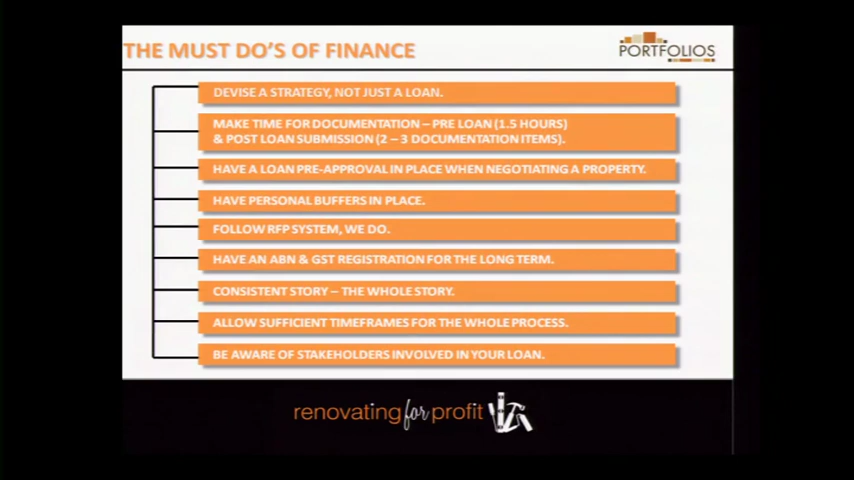 THE MUST DO'S OF FINANCE
PORTFOLIOS
DEVISE A STRATEGY, NOT JUST A LOAN.
MAKE TIME FOR DOCUMENTATION – PRE LOAN (1.5 HOURS)
& POST LOAN SUBMISSION (2 – 3 DOCUMENTATION ITEMS).
HAVE A LOAN PRE-APPROVAL IN PLACE WHEN NEGOTIATING A PROPERTY.
HAVE PERSONAL BUFFERS IN PLACE.
FOLLOW RFP SYSTEM, WE DO.
HAVE AN ABN & GST REGISTRATION FOR THE LONG TERM.
CONSISTENT STORY – THE WHOLE STORY.
ALLOW SUFFICIENT TIMEFRAMES FOR THE WHOLE PROCESS.
BE AWARE OF STAKEHOLDERS INVOLVED IN YOUR LOAN.
renovating for profit